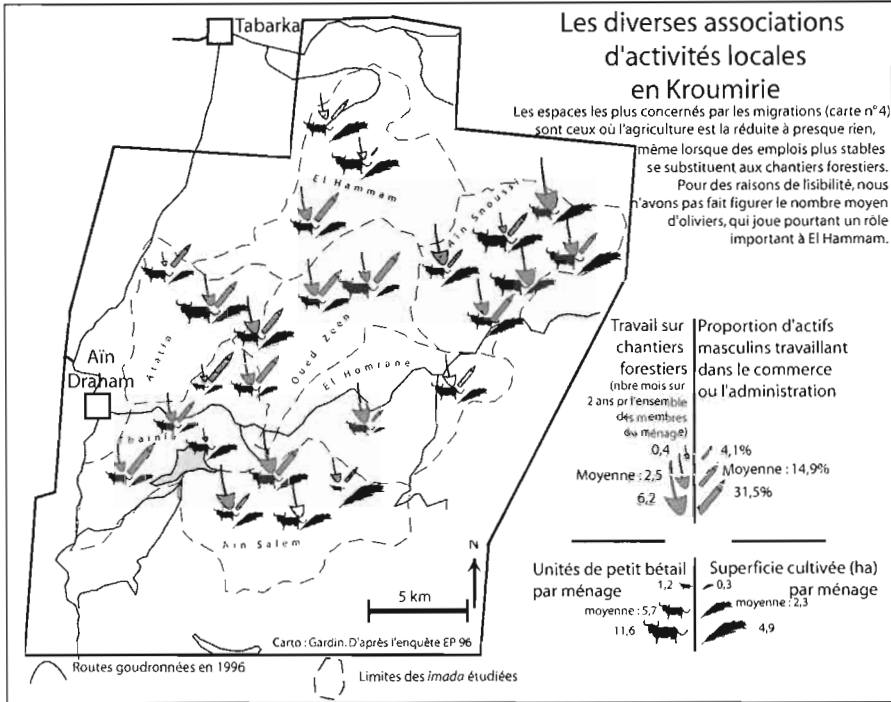 Tabarka
Les diverses associations
d'activités locales
en Kroumirie
Les espaces les plus concernés par les migrations (carte n°4)
sont ceux où l'agriculture est la réduite à presque rien,
même lorsque des emplois plus stables
se substituent aux chantiers forestiers.
Pour des raisons de lisibilité, nous
n'avons pas fait figurer le nombre moyen
d'oliviers, qui joue pourtant un rôle
important à El Hammam.
El Hammam
Aïn Snoussi
Atatfa
Oued Zeen
El Homrane
Aïn
Draham
Tbainia
Aïn Salem
Travail sur
chantiers
forestiers
(nbre mois sur
2 ans pr l'ensemble
des membres
du ménage)
0,4
Moyenne : 2,5
6,2
Proportion d'actifs
masculins travaillant
dans le commerce
ou l'administration
4,1%
Moyenne : 14,9%
31,5%
N
5 km
Unités de petit bétail
par ménage
1,2
moyenne : 5,7
11,6
Superficie cultivée (ha)
par ménage
0,3
moyenne : 2,3
4,9
Carto : Gardin. D'après l'enquête EP 96
Routes goudronnées en 1996
Limites des imada étudiées